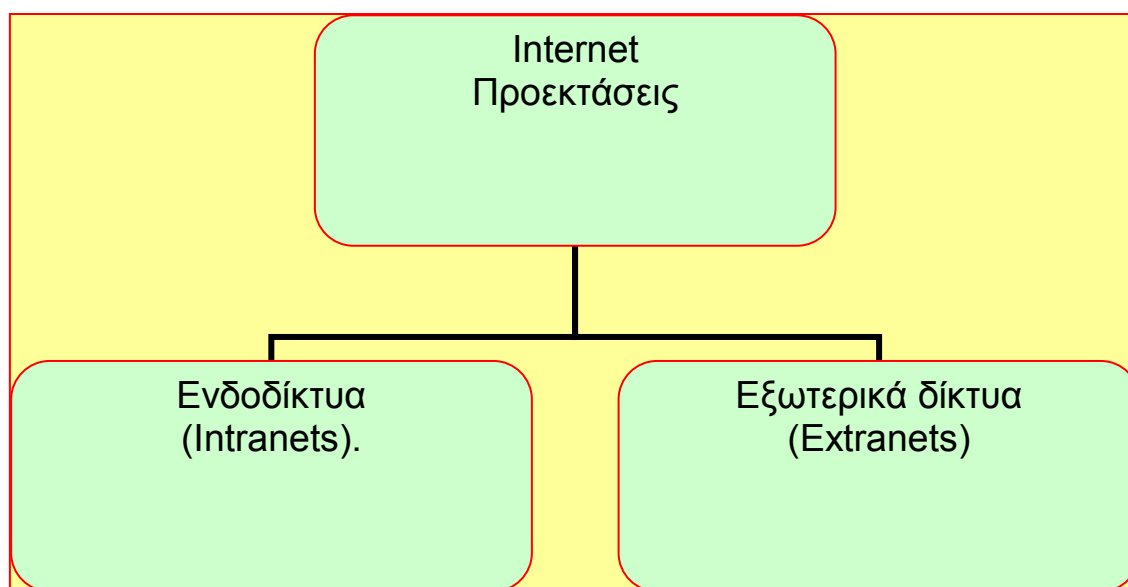 Internet
Προεκτάσεις
Ενδοδίκτυα
(Intranets).
Εξωτερικά δίκτυα
(Extranets)